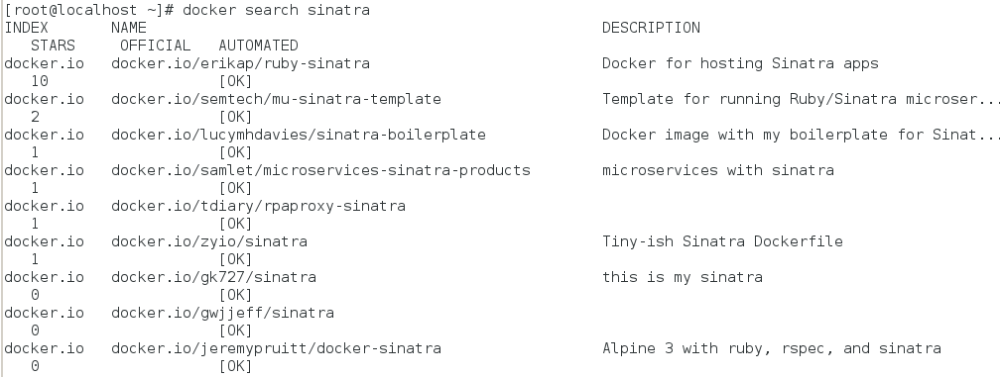 [root@localhost ~]# docker search sinatra
INDEX NAME DESCRIPTION
STARS OFFICIAL AUTOMATED
docker.io docker.io/erikap/ruby-sinatra Docker for hosting Sinatra apps
10 [OK]
docker.io docker.io/semtech/mu-sinatra-template Template for running Ruby/Sinatra microser...
2 [OK]
docker.io docker.io/lucymhdavies/sinatra-boilerplate Docker image with my boilerplate for Sinat...
1 [OK]
docker.io docker.io/samlet/microservices-sinatra-products microservices with sinatra
1 [OK]
docker.io docker.io/tdiary/rpaproxy-sinatra
1 [OK]
docker.io docker.io/zyio/sinatra Tiny-ish Sinatra Dockerfile
1 [OK]
docker.io docker.io/gk727/sinatra this is my sinatra
0 [OK]
docker.io docker.io/gwjjeff/sinatra
0 [OK]
docker.io docker.io/jeremypruitt/docker-sinatra Alpine 3 with ruby, rspec, and sinatra
0 [OK]